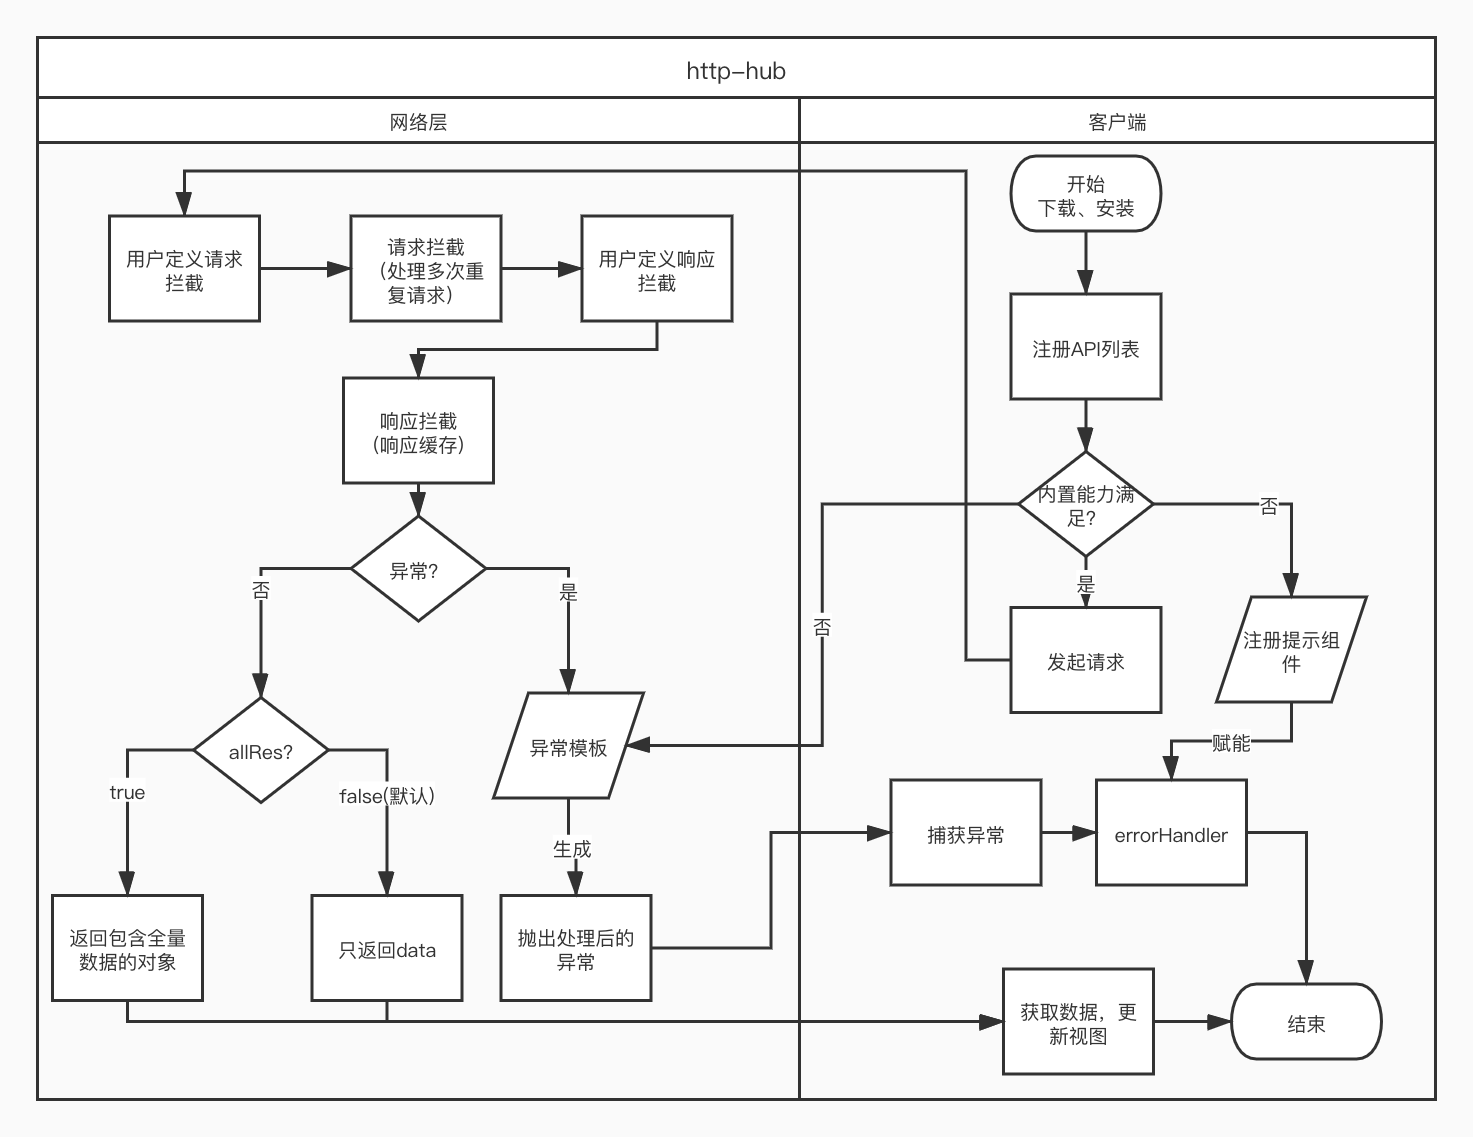 http-hub
网络层
客户端
开始
下载、安装
用户定义请求
拦截
请求拦截
(处理多次重
复请求)
用户定义响应
拦截
注册API列表
响应拦截
(响应缓存)
内置能力满
足?
否
异常?
否
是
是
否
注册提示组
件
发起请求
赋能
allRes?
异常模板
true
false(默认)
生成
捕获异常
errorHandler
返回包含全量
数据的对象
只返回data
抛出处理后的
异常
获取数据，更
新视图
结束